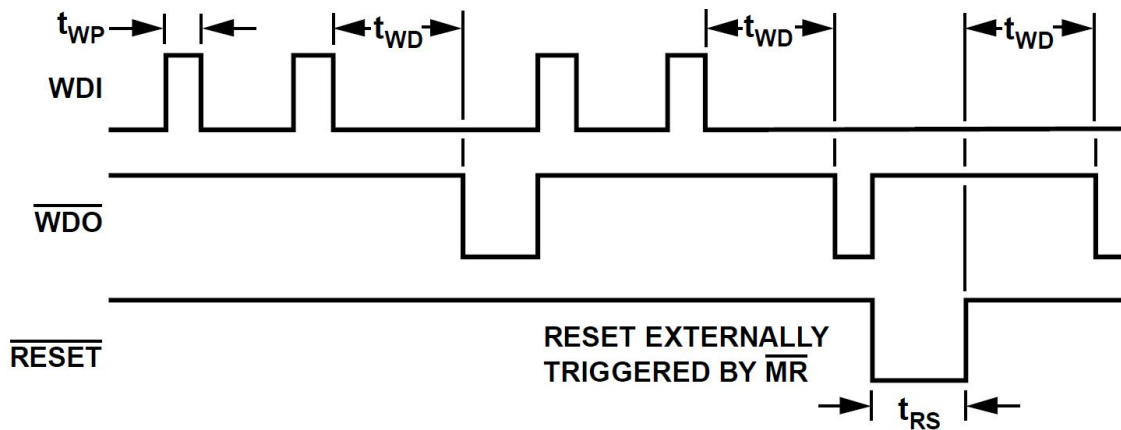 tWP
tWD
tWD
tWD
WDI
WDO
RESET
RESET EXTERNALLY
TRIGGERED BY MR
tRS